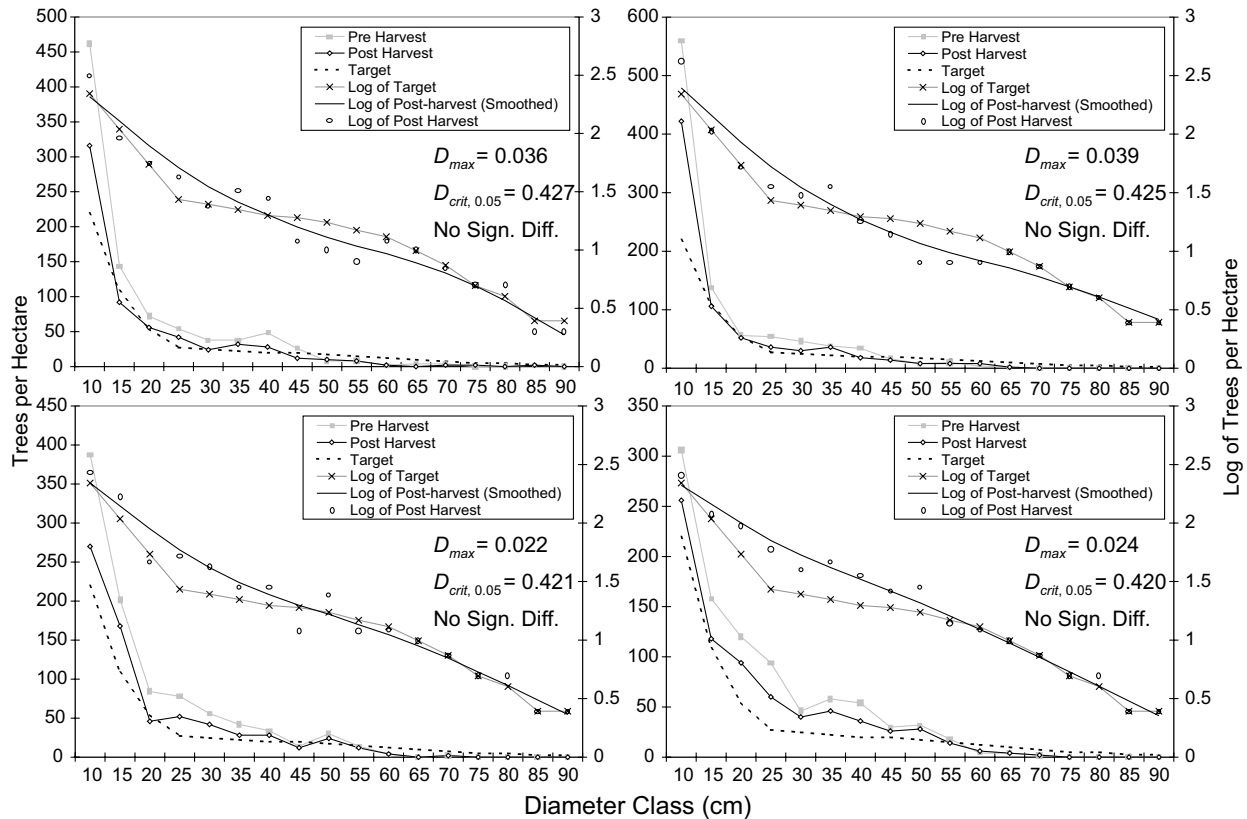 Trees per Hectare
Log of Trees per Hectare
500
450
400
350
300
250
200
150
100
50
0
3
2.5
2
1.5
1
0.5
0
Pre Harvest
Post Harvest
Target
Log of Target
Log of Post-harvest (Smoothed)
Log of Post Harvest
Dmax = 0.036
Dcrit, 0.05 = 0.427
No Sign. Diff.
10 15 20 25 30 35 40 45 50 55 60 65 70 75 80 85 90
600
500
400
300
200
100
0
3
2.5
2
1.5
1
0.5
0
Pre Harvest
Post Harvest
Target
Log of Target
Log of Post-harvest (Smoothed)
Log of Post Harvest
Dmax = 0.039
Dcrit, 0.05 = 0.425
No Sign. Diff.
10 15 20 25 30 35 40 45 50 55 60 65 70 75 80 85 90
450
400
350
300
250
200
150
100
50
0
3
2.5
2
1.5
1
0.5
0
Pre Harvest
Post Harvest
Target
Log of Target
Log of Post-harvest (Smoothed)
Log of Post Harvest
Dmax = 0.022
Dcrit, 0.05 = 0.421
No Sign. Diff.
10 15 20 25 30 35 40 45 50 55 60 65 70 75 80 85 90
350
300
250
200
150
100
50
0
3
2.5
2
1.5
1
0.5
0
Pre Harvest
Post Harvest
Target
Log of Target
Log of Post-harvest (Smoothed)
Log of Post Harvest
Dmax = 0.024
Dcrit, 0.05 = 0.420
No Sign. Diff.
10 15 20 25 30 35 40 45 50 55 60 65 70 75 80 85 90
Diameter Class (cm)